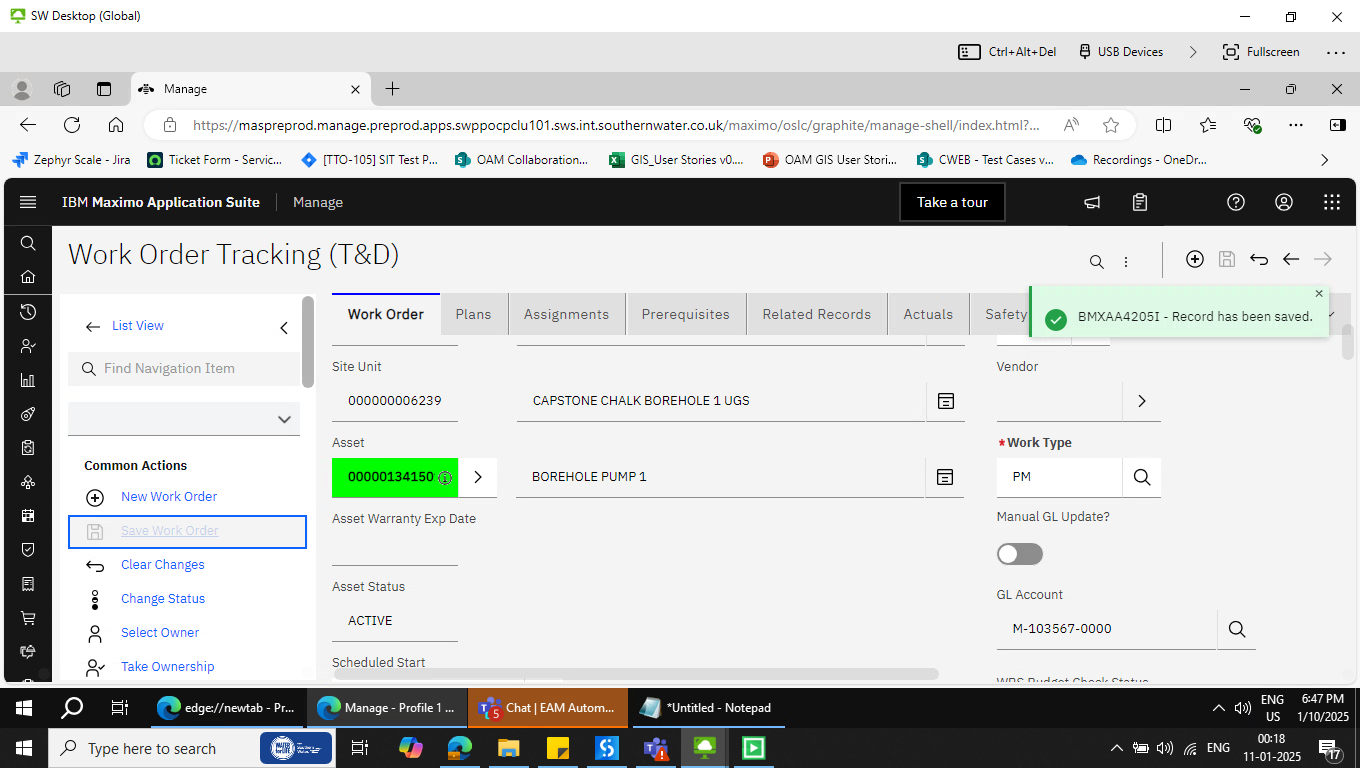 SW Desktop (Global)
Ctrl+Alt+Del USB Devices Fullscreen
Manage
https://maspreprod.manage.preprod.apps.swppocpclu101.sws.int.southernwater.co.uk/maximo/oslc/graphite/manage-shell/index.html?...
Zephyr Scale - Jira Ticket Form - Servic... [TTO-105] SIT Test P... OAM Collaboration... GIS_User Stories v0.... OAM GIS User Stori... CWEB - Test Cases v... Recordings - OneDr...
IBM Maximo Application Suite Manage Take a tour
Work Order Tracking (T&D)
List View
Find Navigation Item
Common Actions
New Work Order
Save Work Order
Clear Changes
Change Status
Select Owner
Take Ownership
Work Order Plans Assignments Prerequisites Related Records Actuals Safety
BMXAA4205I - Record has been saved.
Site Unit
000000006239 CAPSTONE CHALK BOREHOLE 1 UGS
Asset
00000134150 BOREHOLE PUMP 1
Asset Warranty Exp Date
Asset Status
ACTIVE
Scheduled Start
Vendor
*Work Type
PM
Manual GL Update?
GL Account
M-103567-0000
WBS Budget Check Status
edge://newtab - Pr... Manage - Profile 1 ... 5 Chat | EAM Autom... *Untitled - Notepad
ENG
US
6:47 PM
1/10/2025
Type here to search
ENG
00:18
11-01-2025
17